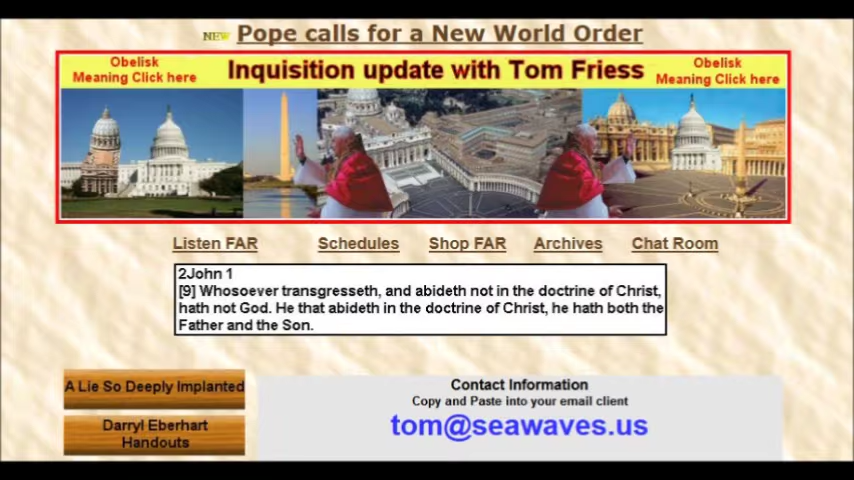 NEW Pope calls for a New World Order
Obelisk
Meaning Click here
Inquisition update with Tom Friess
Obelisk
Meaning Click here
Listen FAR Schedules Shop FAR Archives Chat Room
2John 1
[9] Whosoever transgresseth, and abideth not in the doctrine of Christ,
hath not God. He that abideth in the doctrine of Christ, he hath both the
Father and the Son.
A Lie So Deeply Implanted
Darryl Eberhart
Handouts
Contact Information
Copy and Paste into your email client
tom@seawaves.us